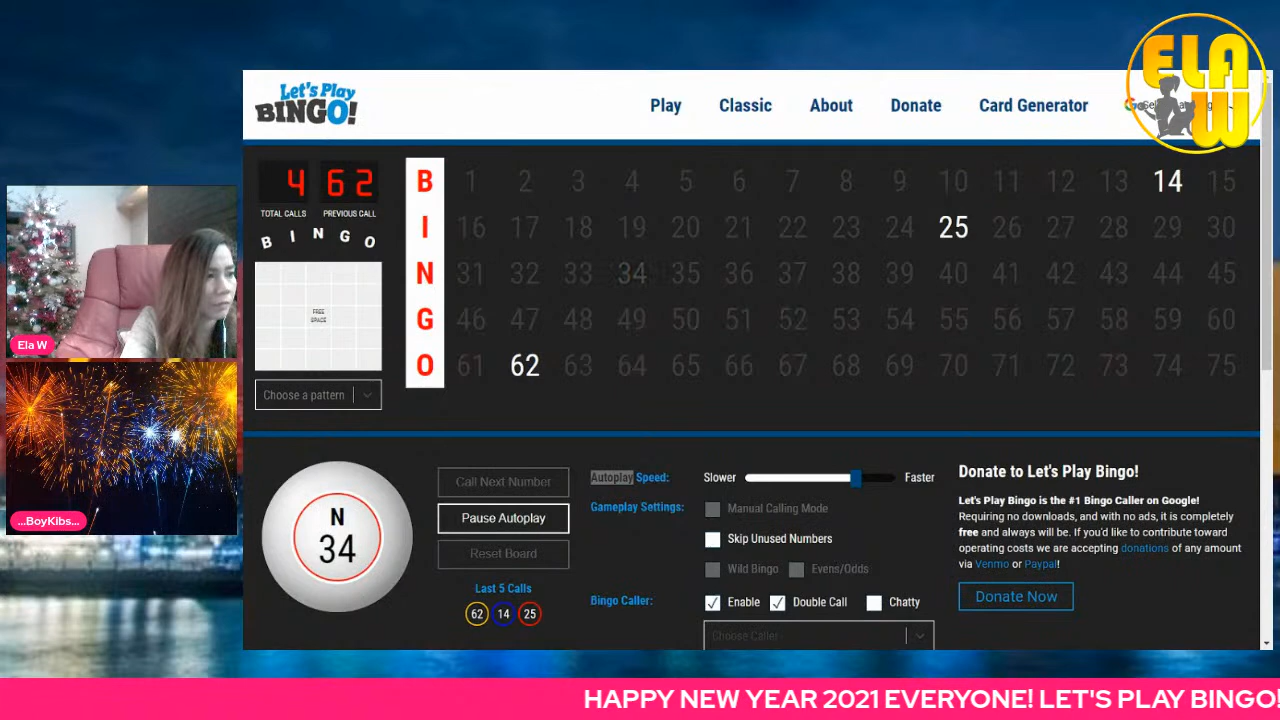 ELA
W
Let's Play
BINGO!
Play Classic About Donate Card Generator
4 62
TOTAL CALLS PREVIOUS CALL
B I N G O
FREE
SPACE
Choose a pattern
B 1 2 3 4 5 6 7 8 9 10 11 12 13 14 15
I 16 17 18 19 20 21 22 23 24 25 26 27 28 29 30
N 31 32 33 34 35 36 37 38 39 40 41 42 43 44 45
G 46 47 48 49 50 51 52 53 54 55 56 57 58 59 60
O 61 62 63 64 65 66 67 68 69 70 71 72 73 74 75
Ela W
...BoyKibs...
N
34
Call Next Number
Pause Autoplay
Reset Board
Last 5 Calls
62 14 25
Autoplay Speed: Slower Faster
Gameplay Settings: Manual Calling Mode
Skip Unused Numbers
Wild Bingo Evens/Odds
Bingo Caller: Enable Double Call Chatty
Choose Caller
Donate to Let's Play Bingo!
Let's Play Bingo is the #1 Bingo Caller on Google!
Requiring no downloads, and with no ads, it is completely
free and always will be. If you'd like to contribute toward
operating costs we are accepting donations of any amount
via Venmo or Paypal!
Donate Now
HAPPY NEW YEAR 2021 EVERYONE! LET'S PLAY BINGO!